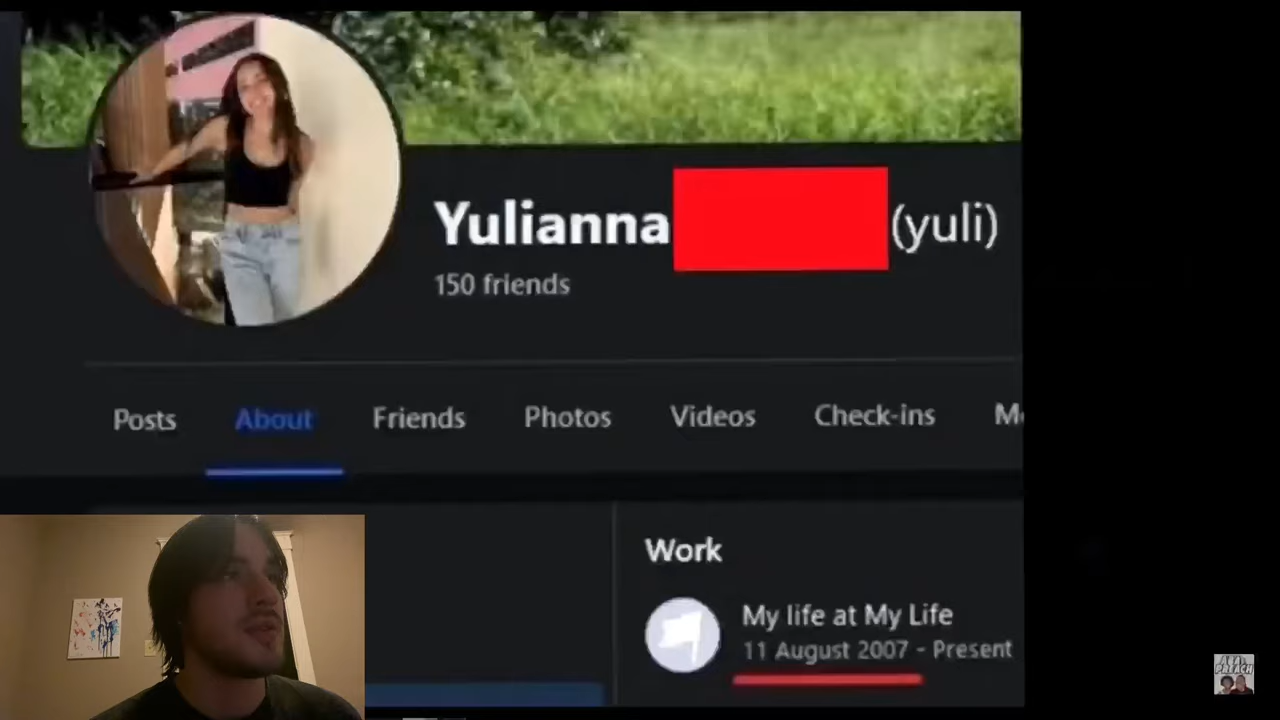 Yulianna (yuli)
150 friends
Posts About Friends Photos Videos Check-ins
Work
My life at My Life
11 August 2007 - Present
PREACH